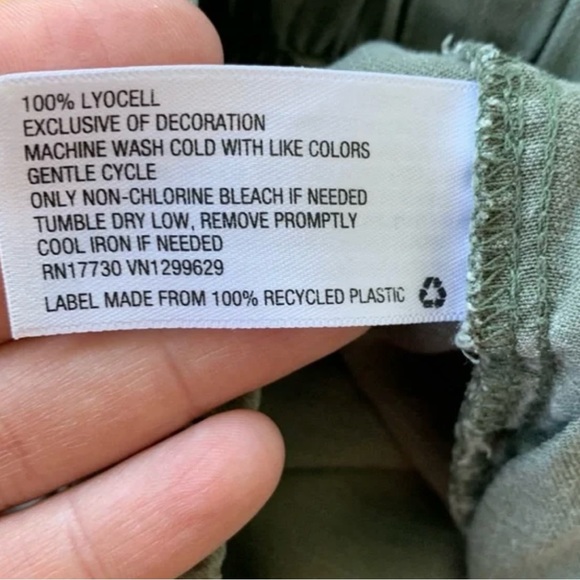 100% LYOCELL
EXCLUSIVE OF DECORATION
MACHINE WASH COLD WITH LIKE COLORS
GENTLE CYCLE
ONLY NON-CHLORINE BLEACH IF NEEDED
TUMBLE DRY LOW, REMOVE PROMPTLY
COOL IRON IF NEEDED
RN17730 VN1299629
LABEL MADE FROM 100% RECYCLED PLASTIC